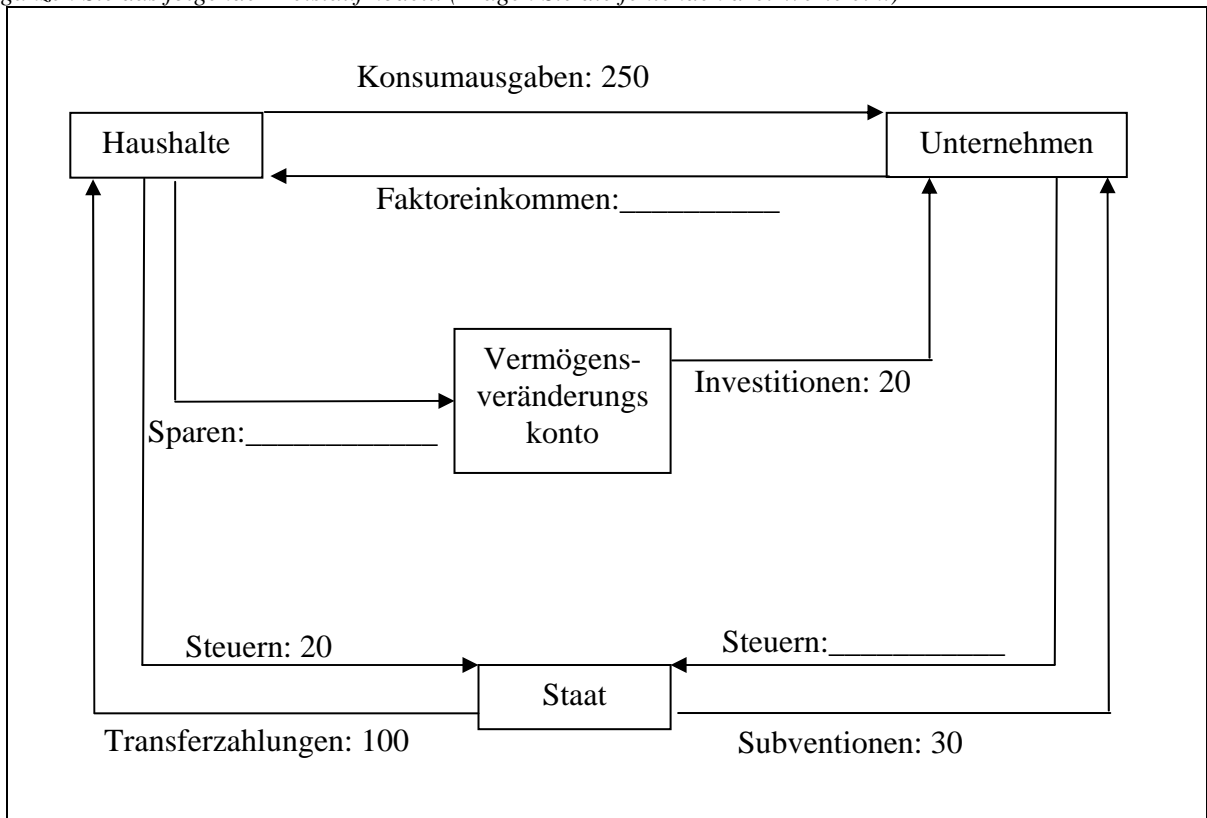 Konsumausgaben: 250
Haushalte
Unternehmen
Faktoreinkommen:__________
Vermögens-
veränderungs
konto
Investitionen: 20
Sparen:____________
Steuern: 20
Steuern:___________
Staat
Transferzahlungen: 100
Subventionen: 30